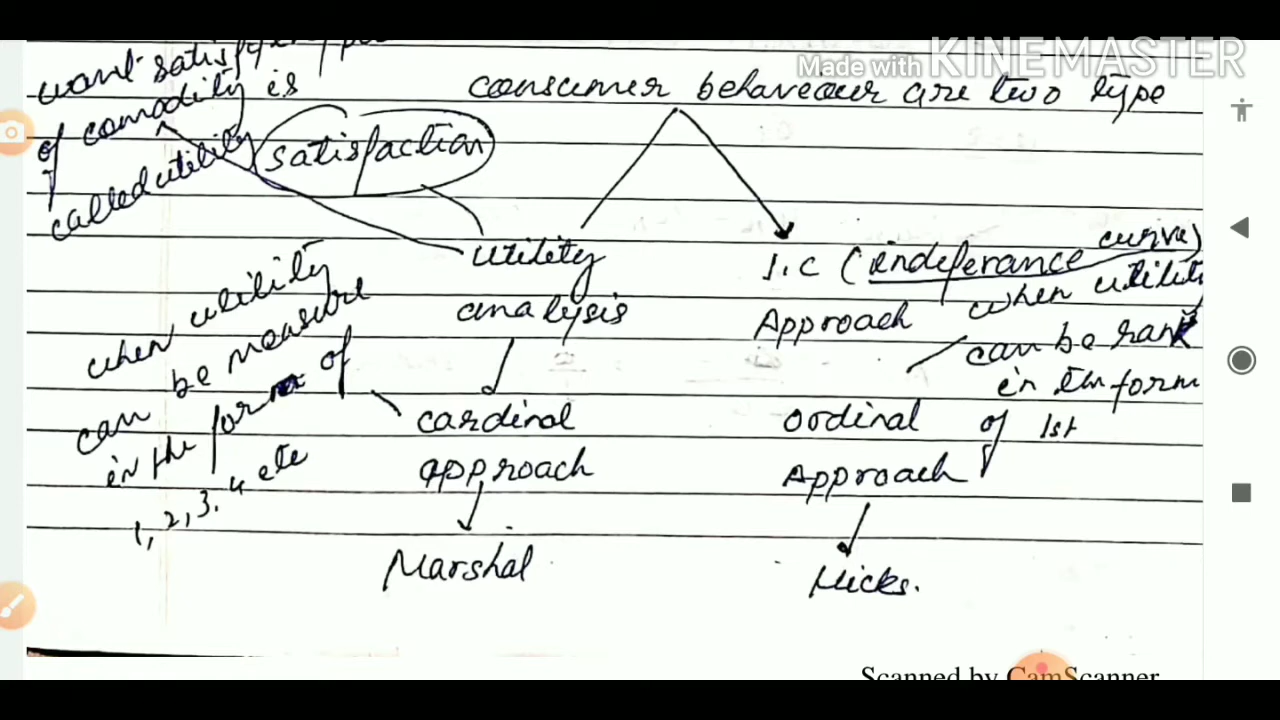 Made with KINEMASTER
want satisf
of comodity is
called utility
consumer behaveiour are two type
satisfaction
utility
analysis
I.C (indeferance curve)
Approach
when utility
can be measure
in the form of
1, 2, 3. 4 etc
when utility
can be rank
in the form
of 1st
cardinal
approach
ordinal
Approach
Marshal
Hicks.
Scanned by CamScanner